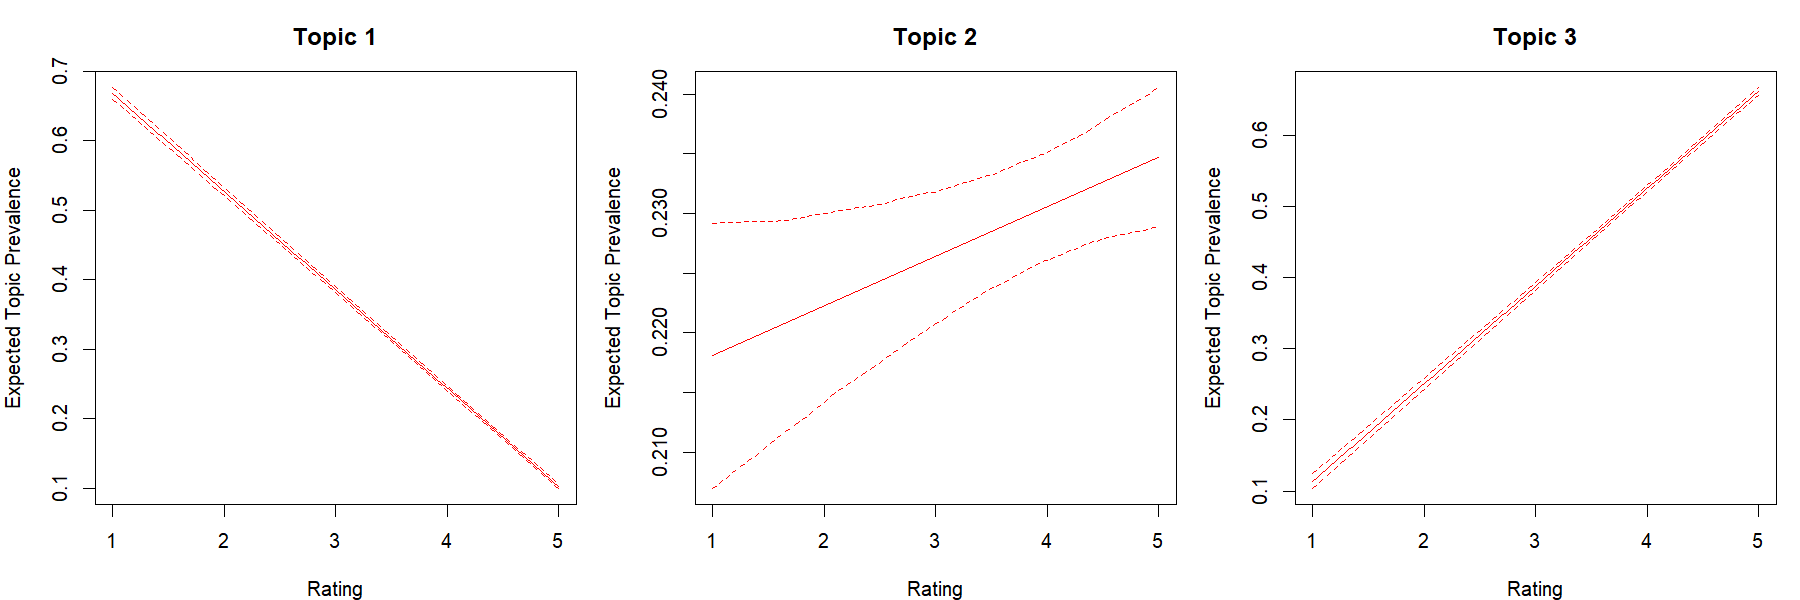 Topic 1
Expected Topic Prevalence
0.7
0.6
0.5
0.4
0.3
0.2
0.1
1 2 3 4 5
Rating
Topic 2
Expected Topic Prevalence
0.240
0.230
0.220
0.210
1 2 3 4 5
Rating
Topic 3
Expected Topic Prevalence
0.6
0.5
0.4
0.3
0.2
0.1
1 2 3 4 5
Rating